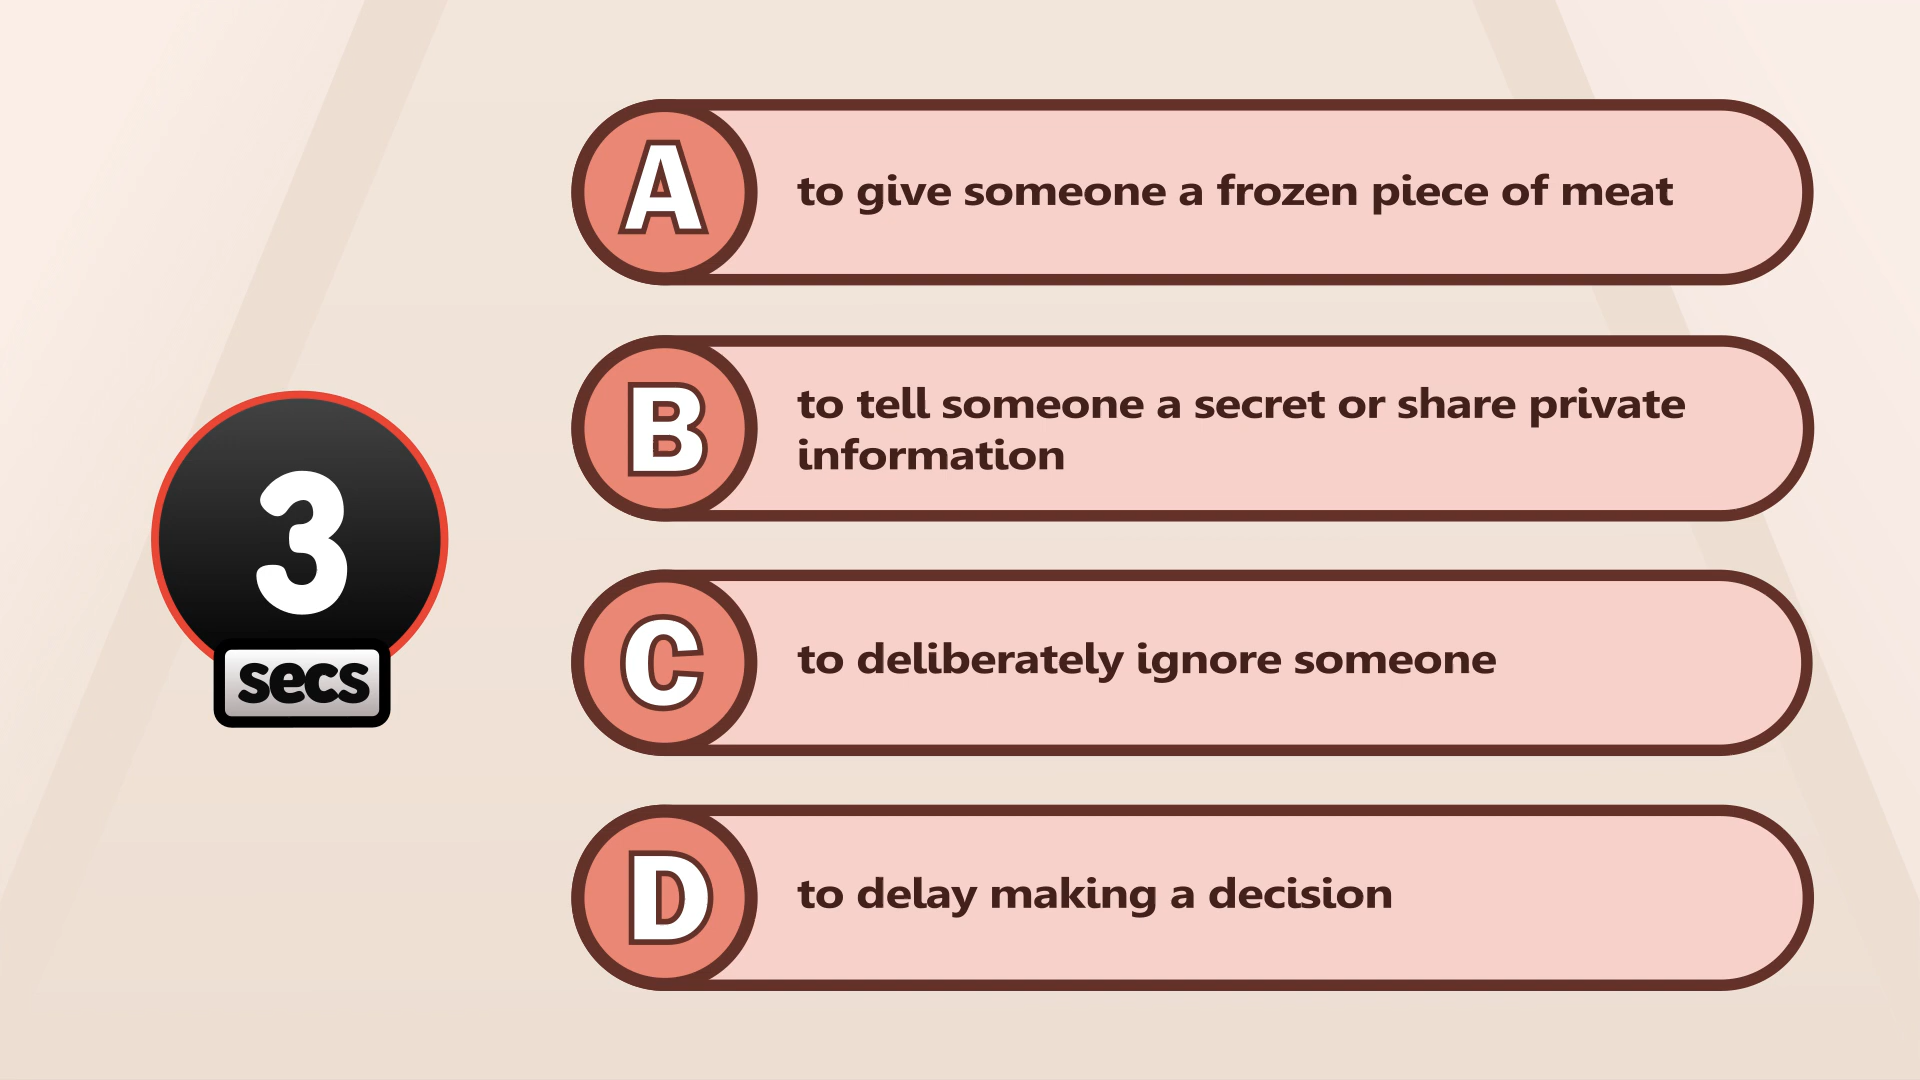 A
to give someone a frozen piece of meat
B
to tell someone a secret or share private
information
3
secs
C
to deliberately ignore someone
D
to delay making a decision